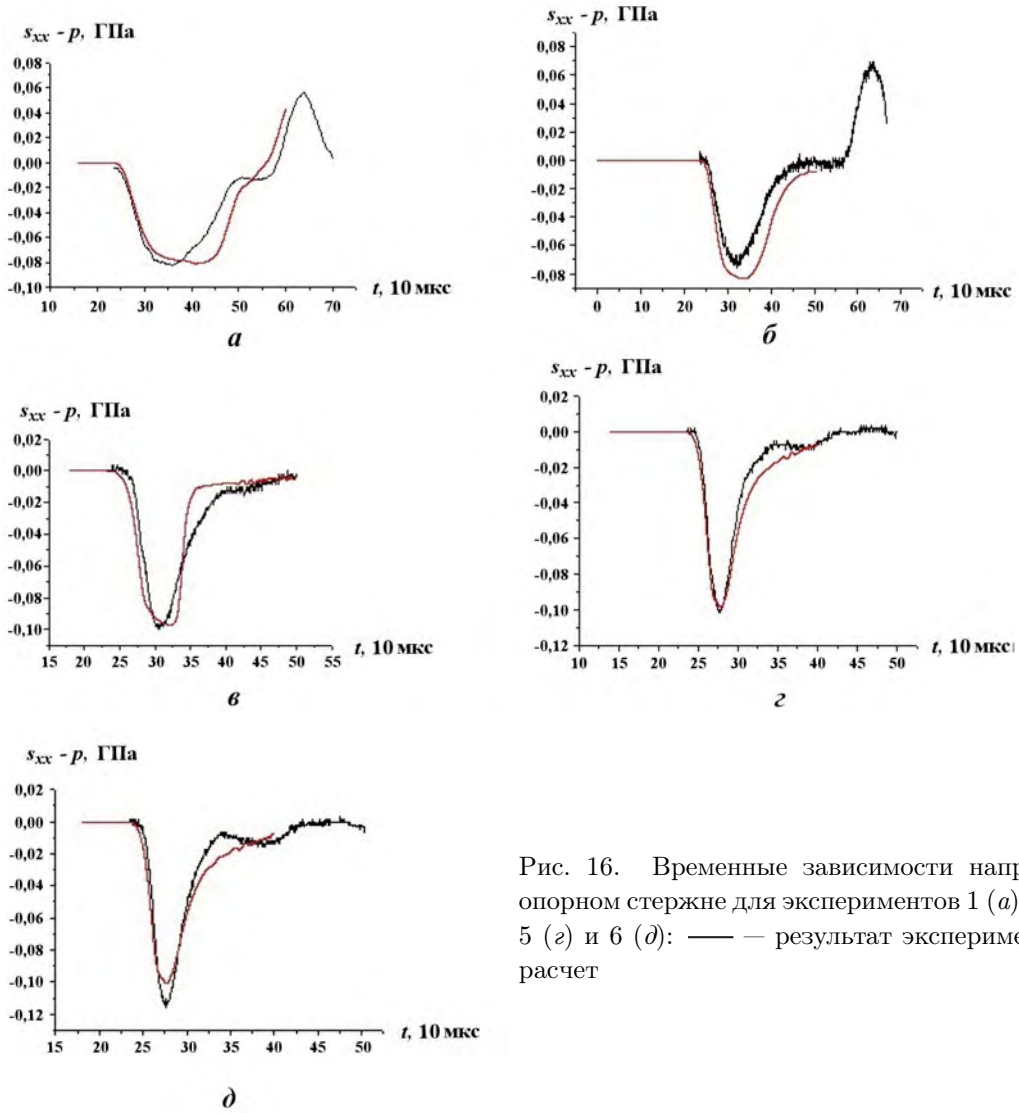 s_xx - p, ГПа
0,08
0,06
0,04
0,02
0,00
-0,02
-0,04
-0,06
-0,08
-0,10
10 20 30 40 50 60 70
t, 10 мкс
а
s_xx - p, ГПа
0,08
0,06
0,04
0,02
0,00
-0,02
-0,04
-0,06
-0,08
0 10 20 30 40 50 60 70
t, 10 мкс
б
s_xx - p, ГПа
0,02
0,00
-0,02
-0,04
-0,06
-0,08
-0,10
15 20 25 30 35 40 45 50 55
t, 10 мкс
в
s_xx - p, ГПа
0,02
0,00
-0,02
-0,04
-0,06
-0,08
-0,10
-0,12
10 15 20 25 30 35 40 45 50
t, 10 мкс
г
s_xx - p, ГПа
0,02
0,00
-0,02
-0,04
-0,06
-0,08
-0,10
-0,12
15 20 25 30 35 40 45 50
t, 10 мкс
д
Рис. 16. Временные зависимости напр
опорном стержне для экспериментов 1 (а)
5 (г) и 6 (д): — — результат экспериме
расчет